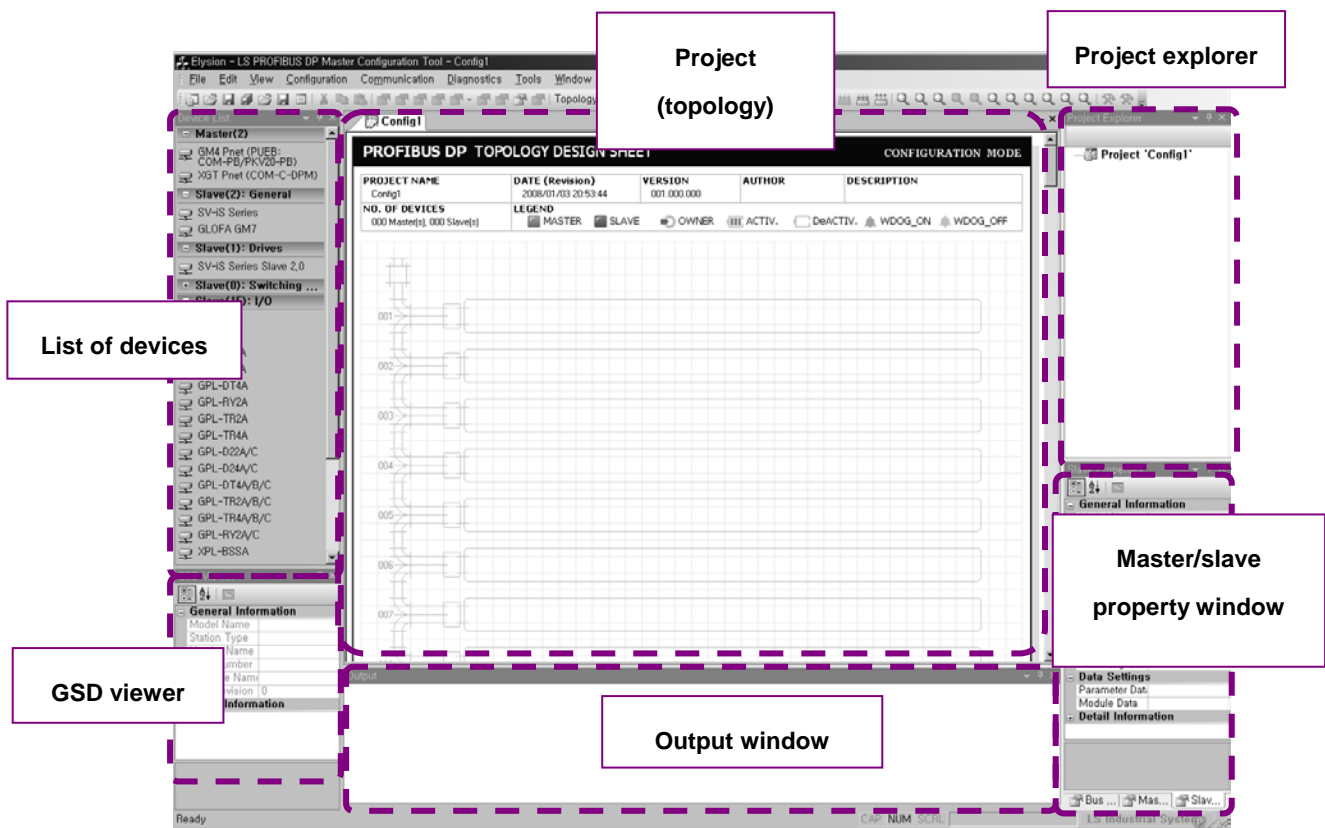 Project
(topology)
Project explorer
Elysion - LS PROFIBUS DP Master Configuration Tool - Config1
File Edit View Configuration Communication Diagnostics Tools Window
Topology
Device List
Master(2)
GM4 Pnet (PUEB:
COM-PB/PKV20-PB)
XGT Pnet (COM-C-DPM)
Slave(2): General
SV-iS Series
GLOFA GM7
Slave(1): Drives
SV-iS Series Slave 2,0
Slave(0): Switching ...
I/O
List of devices
GPL-DT4A
GPL-RY2A
GPL-TR2A
GPL-TR4A
GPL-D22A/C
GPL-D24A/C
GPL-DT4A/B/C
GPL-TR2A/B/C
GPL-TR4A/B/C
GPL-RY2A/C
XPL-BSSA
Config1
PROFIBUS DP TOPOLOGY DESIGN SHEET
CONFIGURATION MODE
PROJECT NAME DATE (Revision) VERSION AUTHOR DESCRIPTION
Config1 2008/01/03 20:53:44 001.000.000
NO. OF DEVICES LEGEND
000 Master(s), 000 Slave(s) MASTER SLAVE OWNER ACTIV. DeACTIV. WDOG_ON WDOG_OFF
001
002
003
004
005
006
007
Project Explorer
Project 'Config1'
General Information
Master/slave
property window
Data Settings
Parameter Dat
Module Data
Detail Information
Bus ... Mas... Slav...
General Information
Model Name
Station Type
Name
GSD viewer
Revision 0
Information
Output
Output window
Ready
CAP NUM SCRL
LS Industrial Systems